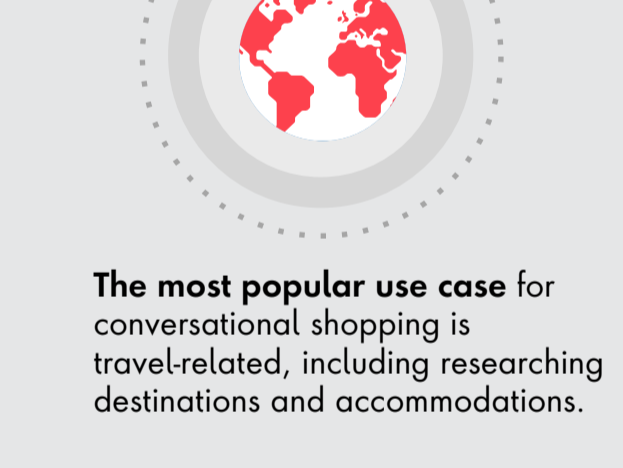 The most popular use case for
conversational shopping is
travel-related, including researching
destinations and accommodations.